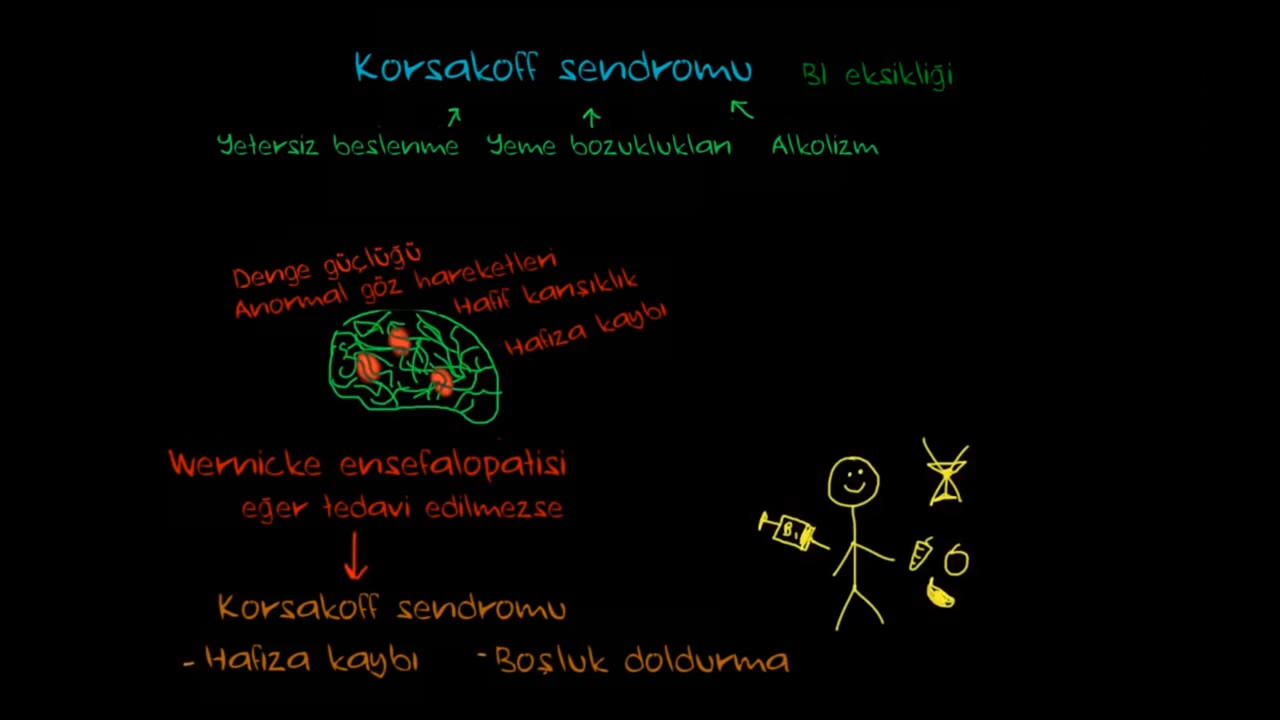 Korsakoff sendromu B1 eksikliği
Yetersiz beslenme Yeme bozuklukları Alkolizm
Denge güçlüğü
Anormal göz hareketleri
Hafif karışıklık
Hafıza kaybı
Wernicke ensefalopatisi
eğer tedavi edilmezse
B₁
Korsakoff sendromu
- Hafıza kaybı - Boşluk doldurma